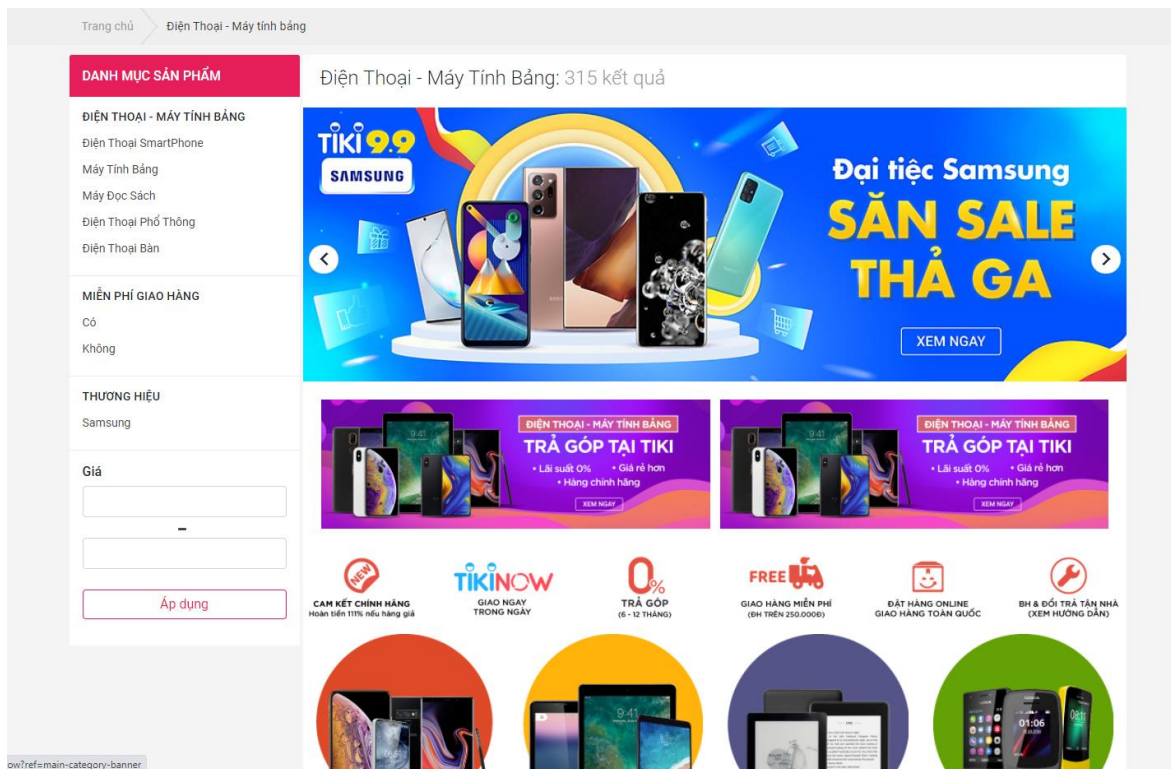 Trang chủ
Điện Thoại - Máy tính bảng
DANH MỤC SẢN PHẨM
ĐIỆN THOẠI - MÁY TÍNH BẢNG
Điện Thoại SmartPhone
Máy Tính Bảng
Máy Đọc Sách
Điện Thoại Phổ Thông
Điện Thoại Bàn
MIỄN PHÍ GIAO HÀNG
Có
Không
THƯƠNG HIỆU
Samsung
Giá
–
Áp dụng
Điện Thoại - Máy Tính Bảng: 315 kết quả
TIKI 9.9
SAMSUNG
Đại tiệc Samsung
SĂN SALE
THẢ GA
XEM NGAY
ĐIỆN THOẠI - MÁY TÍNH BẢNG
TRẢ GÓP TẠI TIKI
• Lãi suất 0% • Giá rẻ hơn
• Hàng chính hãng
XEM NGAY
ĐIỆN THOẠI - MÁY TÍNH BẢNG
TRẢ GÓP TẠI TIKI
• Lãi suất 0% • Giá rẻ hơn
• Hàng chính hãng
XEM NGAY
NEW
CAM KẾT CHÍNH HÃNG
Hoàn tiền 111% nếu hàng giả
TIKINOW
GIAO NGAY
TRONG NGÀY
0%
TRẢ GÓP
(6 - 12 THÁNG)
FREE
GIAO HÀNG MIỄN PHÍ
(ĐH TRÊN 250.000Đ)
ĐẶT HÀNG ONLINE
GIAO HÀNG TOÀN QUỐC
BH & ĐỔI TRẢ TẬN NHÀ
(XEM HƯỚNG DẪN)
9:41
01:06
08:11
ow?ref=main-category-banner